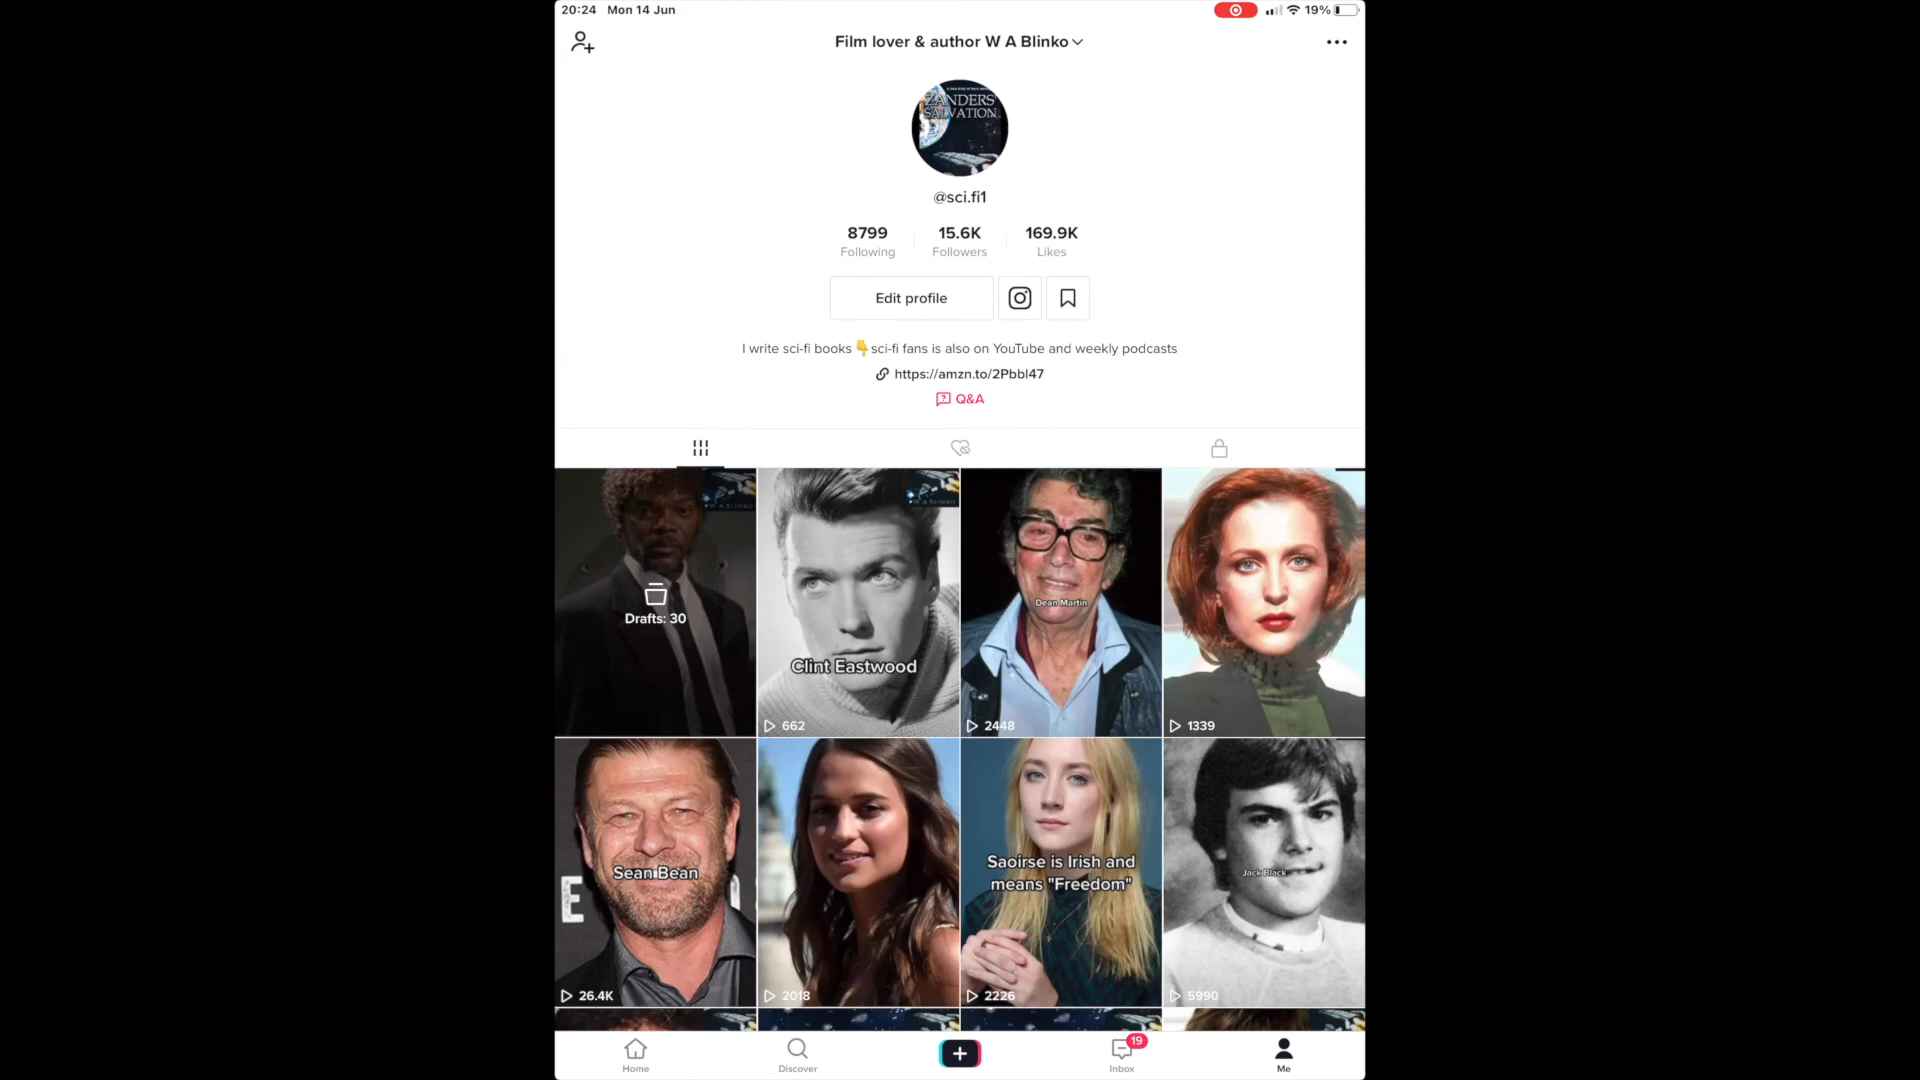 20:24 Mon 14 Jun
19%
Film lover & author W A Blinko
ZANDERS
SALVATION
@sci.fi1
8799 15.6K 169.9K
Following Followers Likes
Edit profile
I write sci-fi books 👇sci-fi fans is also on YouTube and weekly podcasts
https://amzn.to/2Pbbl47
Q&A
W A BLINKO
Drafts: 30
W A BLINKO
Clint Eastwood
662
Dean Martin
2448
1339
E
Sean Bean
26.4K
2018
Saoirse is Irish and
means "Freedom"
2226
Jack Black
5990
19
Home Discover Inbox Me